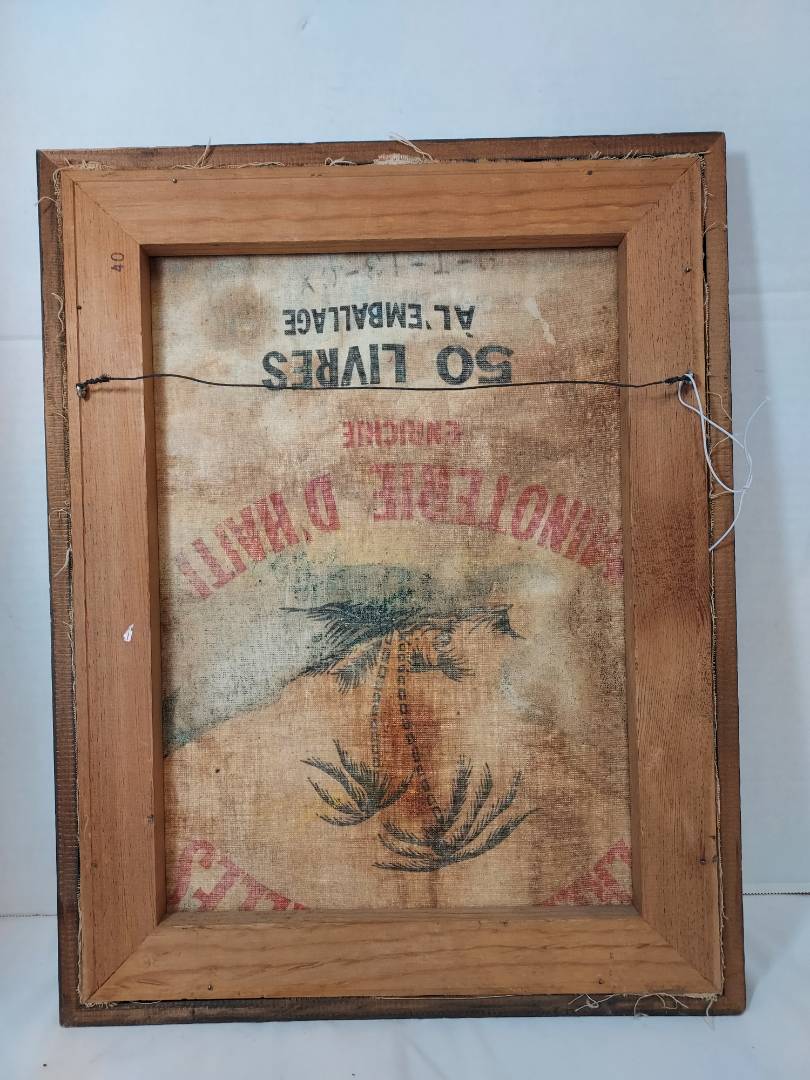 MINOTERIE D'HAITI
ENRICHIE
50 LIVRES
À L'EMBALLAGE
40